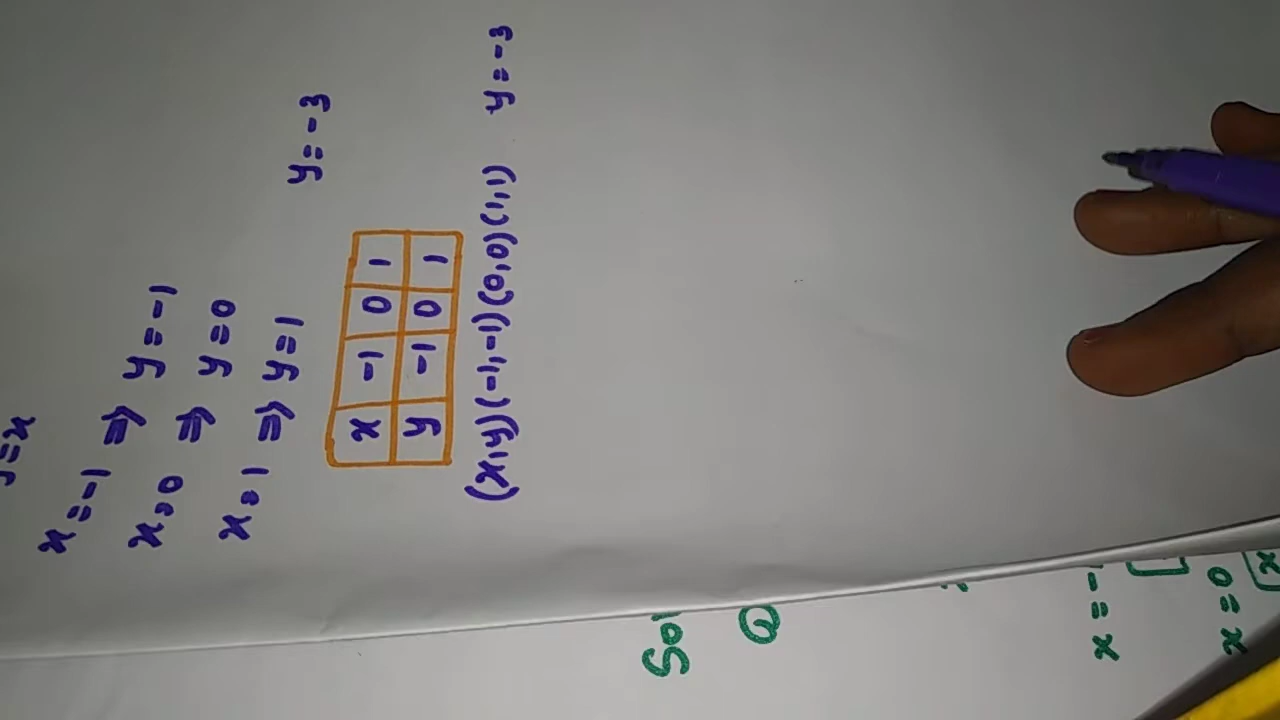 y=x
x=-1 ⇒ y=-1
x=0 ⇒ y=0
x=1 ⇒ y=1
y=-3
x -1 0 1
y -1 0 1
(x,y)(-1,-1)(0,0)(1,1) y=-3
Q
x=-
x=0
x